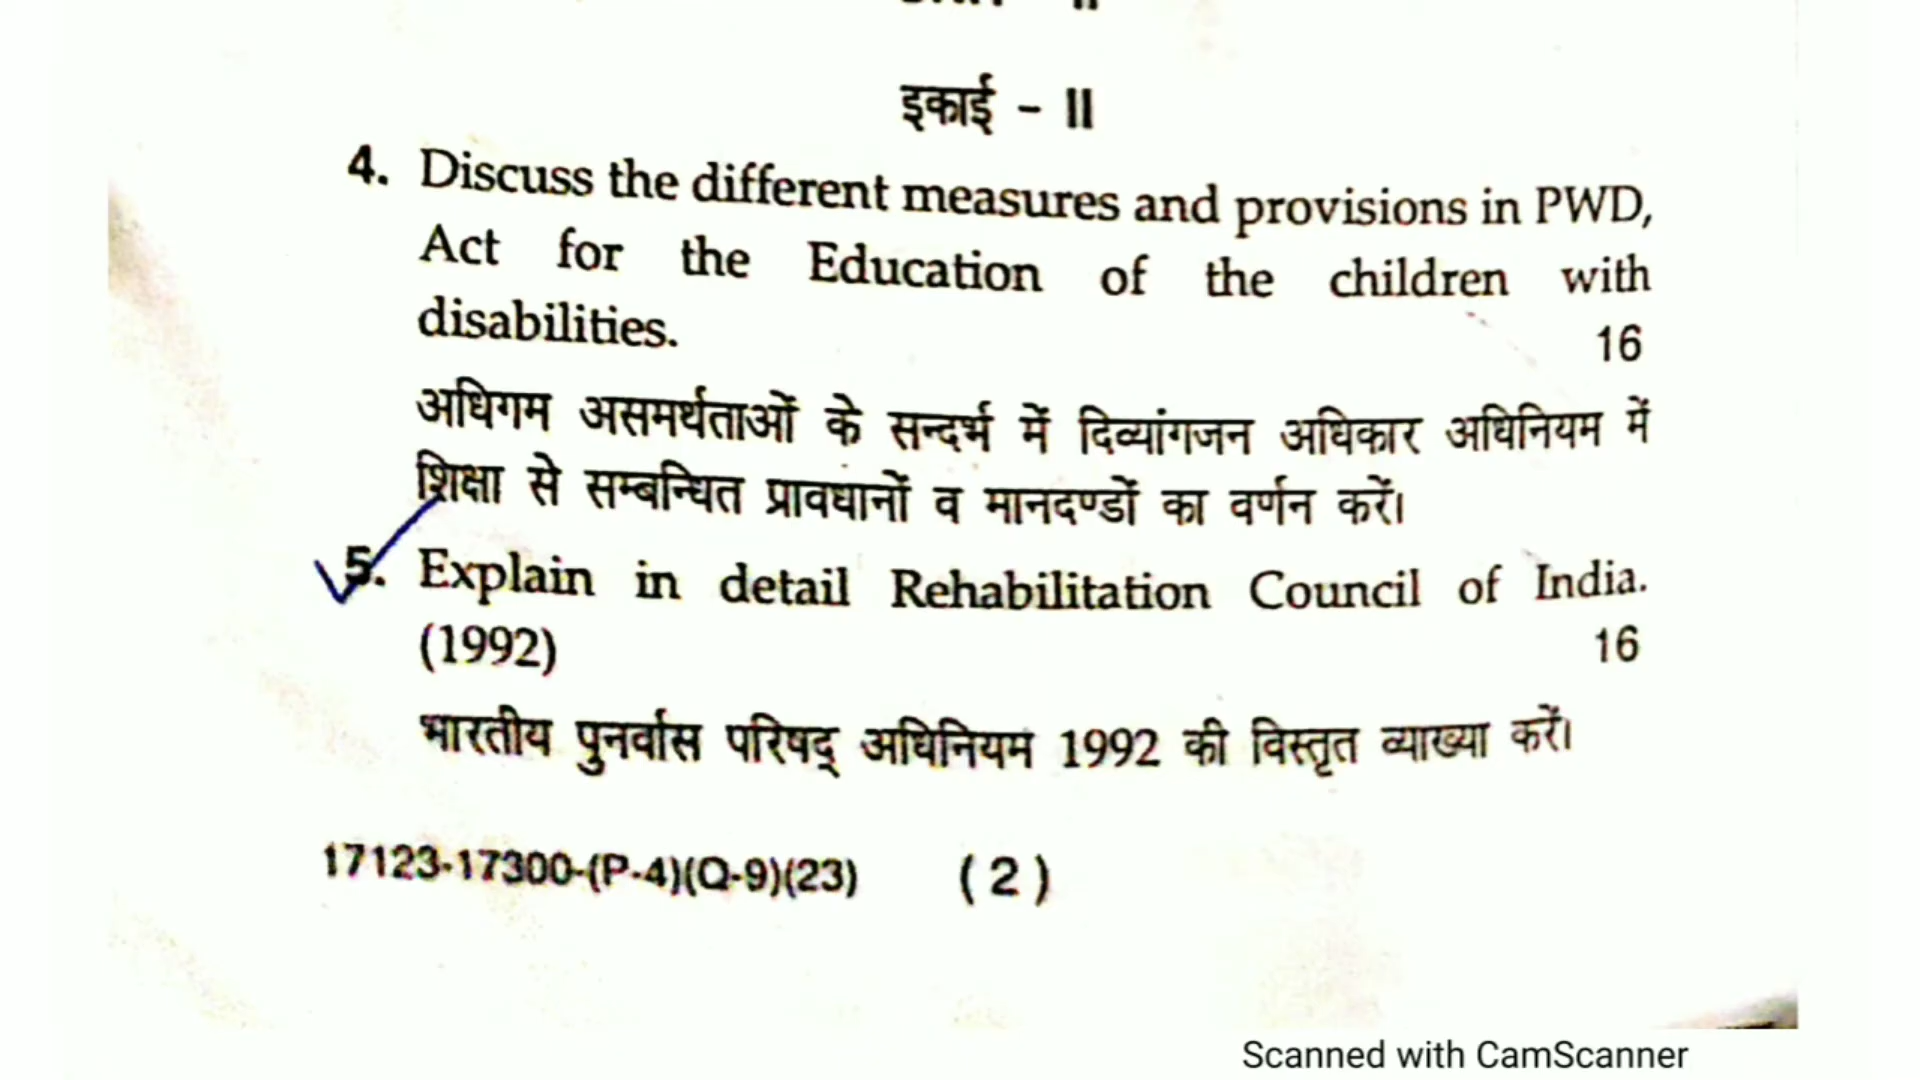 इकाई - II
4. Discuss the different measures and provisions in PWD,
Act for the Education of the children with
disabilities. 16
अधिगम असमर्थताओं के सन्दर्भ में दिव्यांगजन अधिकार अधिनियम में
शिक्षा से सम्बन्धित प्रावधानों व मानदण्डों का वर्णन करें।
5. Explain in detail Rehabilitation Council of India.
(1992) 16
भारतीय पुनर्वास परिषद् अधिनियम 1992 की विस्तृत व्याख्या करें।
17123-17300-(P-4)(Q-9)(23) (2)
Scanned with CamScanner